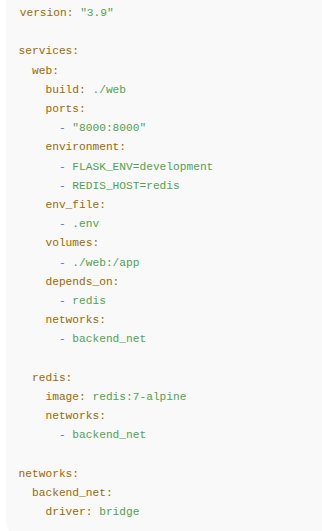 version: "3.9"

services:
  web:
    build: ./web
    ports:
      - "8000:8000"
    environment:
      - FLASK_ENV=development
      - REDIS_HOST=redis
    env_file:
      - .env
    volumes:
      - ./web:/app
    depends_on:
      - redis
    networks:
      - backend_net

  redis:
    image: redis:7-alpine
    networks:
      - backend_net

networks:
  backend_net:
    driver: bridge